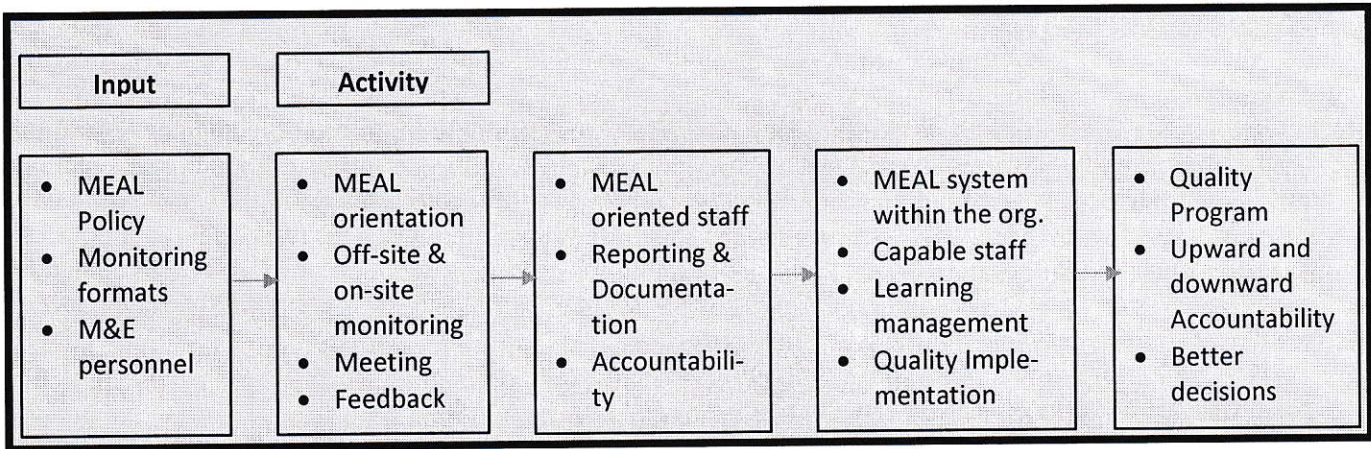 Input
Activity
• MEAL
Policy
• Monitoring
formats
• M&E
personnel
• MEAL
orientation
• Off-site &
on-site
monitoring
• Meeting
• Feedback
• MEAL
oriented staff
• Reporting &
Documenta-
tion
• Accountabili-
ty
• MEAL system
within the org.
• Capable staff
• Learning
management
• Quality Imple-
mentation
• Quality
Program
• Upward and
downward
Accountability
• Better
decisions